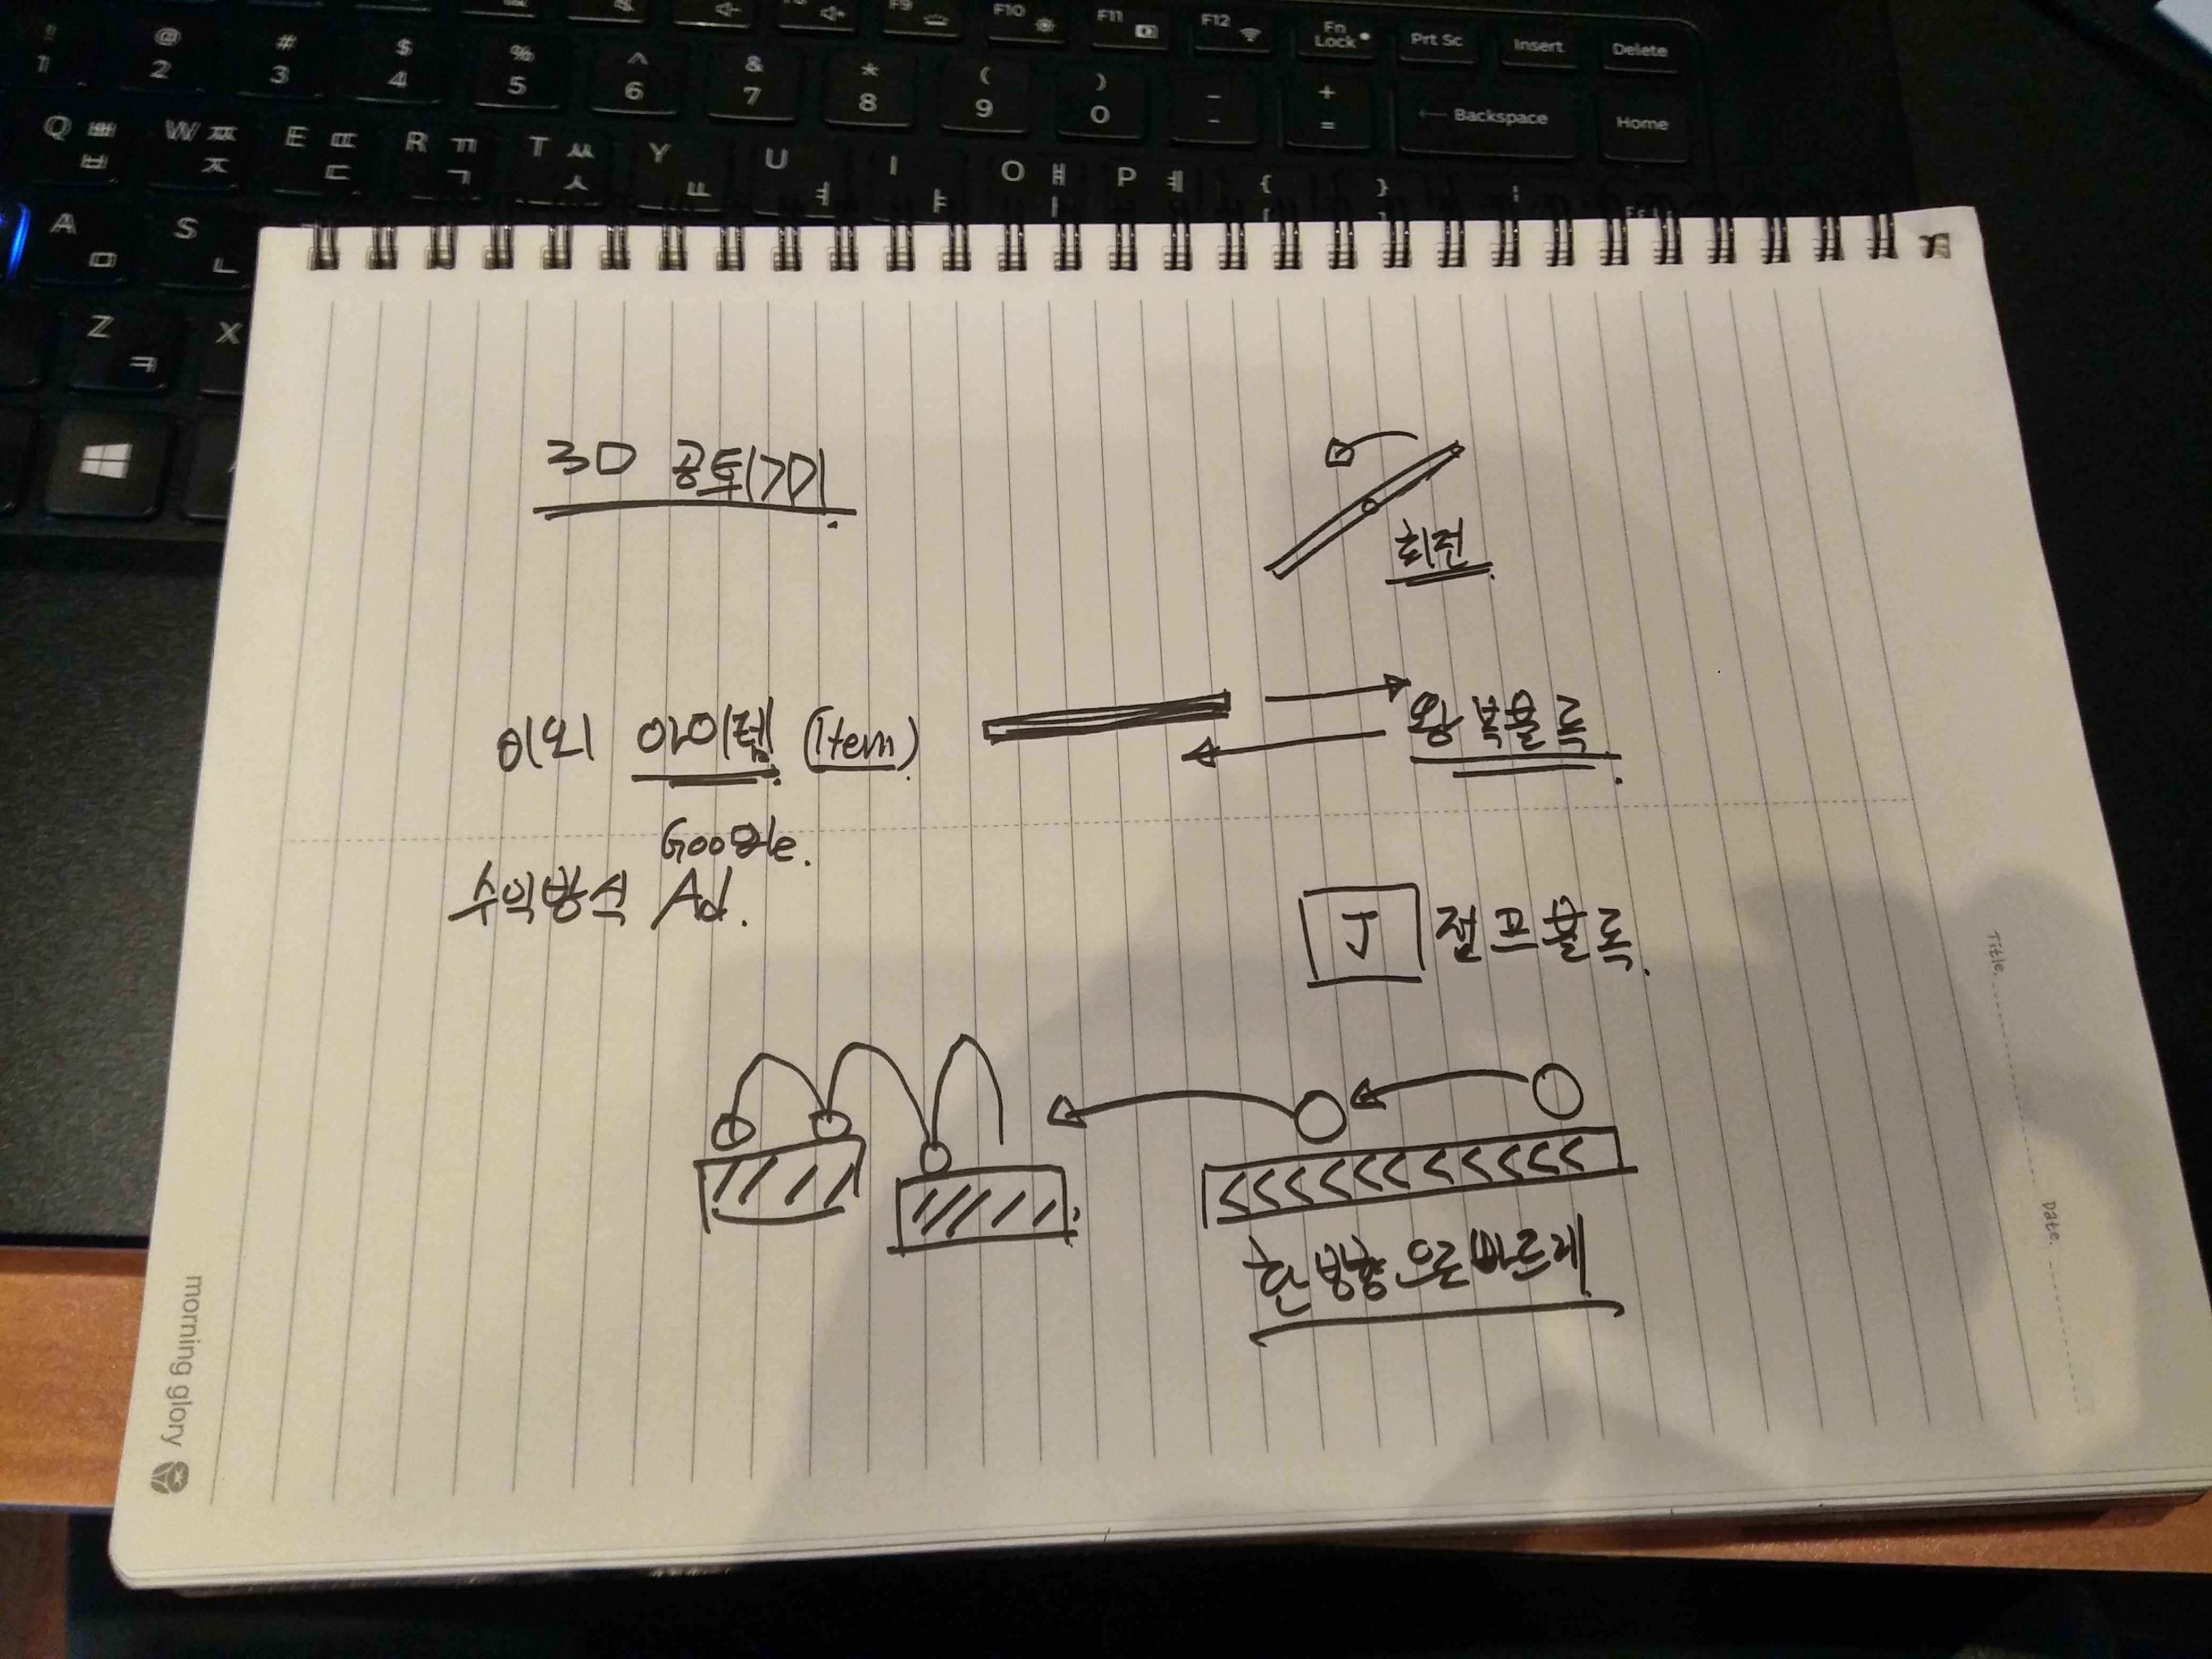 F9 F10 F11 F12 Fn Lock Prt Sc Insert Delete
! 1 @ 2 # 3 $ 4 % 5 ^ 6 & 7 * 8 ( 9 ) 0 _ - + = ← Backspace Home
Q ㅃ ㅂ W ㅉ ㅈ E ㄸ ㄷ R ㄲ ㄱ T ㅆ ㅅ Y ㅛ U ㅕ I ㅑ O ㅒ ㅐ P ㅖ { [ } ]
A ㅁ S ㄴ
Z ㅋ X
3D 공튀기기
회전
이외 아이템 (Item)
왕복블록
Google.
수익방식 Ad.
J 점프블록.
한 방향으로 빠르게
Title.
Date.
morning glory